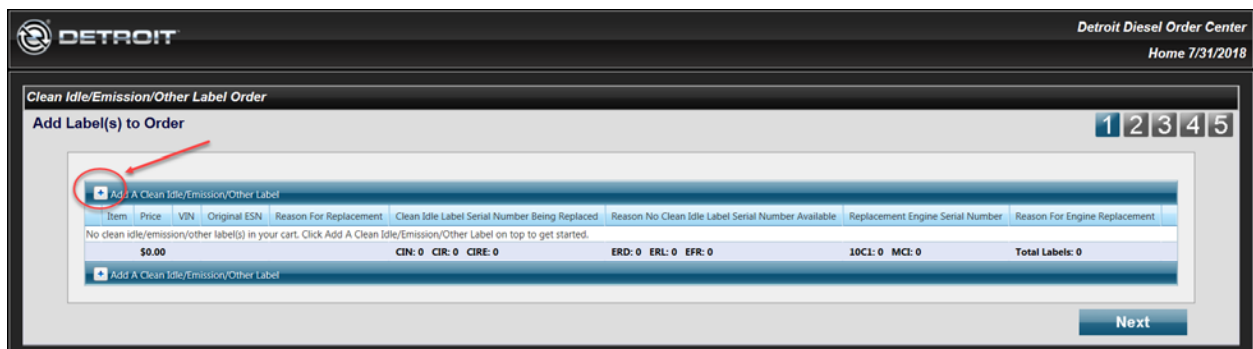 DETROIT
Detroit Diesel Order Center
Home 7/31/2018
Clean Idle/Emission/Other Label Order
Add Label(s) to Order
1 2 3 4 5
Add A Clean Idle/Emission/Other Label
Item Price VIN Original ESN Reason For Replacement Clean Idle Label Serial Number Being Replaced Reason No Clean Idle Label Serial Number Available Replacement Engine Serial Number Reason For Engine Replacement
No clean idle/emission/other label(s) in your cart. Click Add A Clean Idle/Emission/Other Label on top to get started.
$0.00 CIN: 0 CIR: 0 CIRE: 0 ERD: 0 ERL: 0 EFR: 0 10C1: 0 MCI: 0 Total Labels: 0
Add A Clean Idle/Emission/Other Label
Next